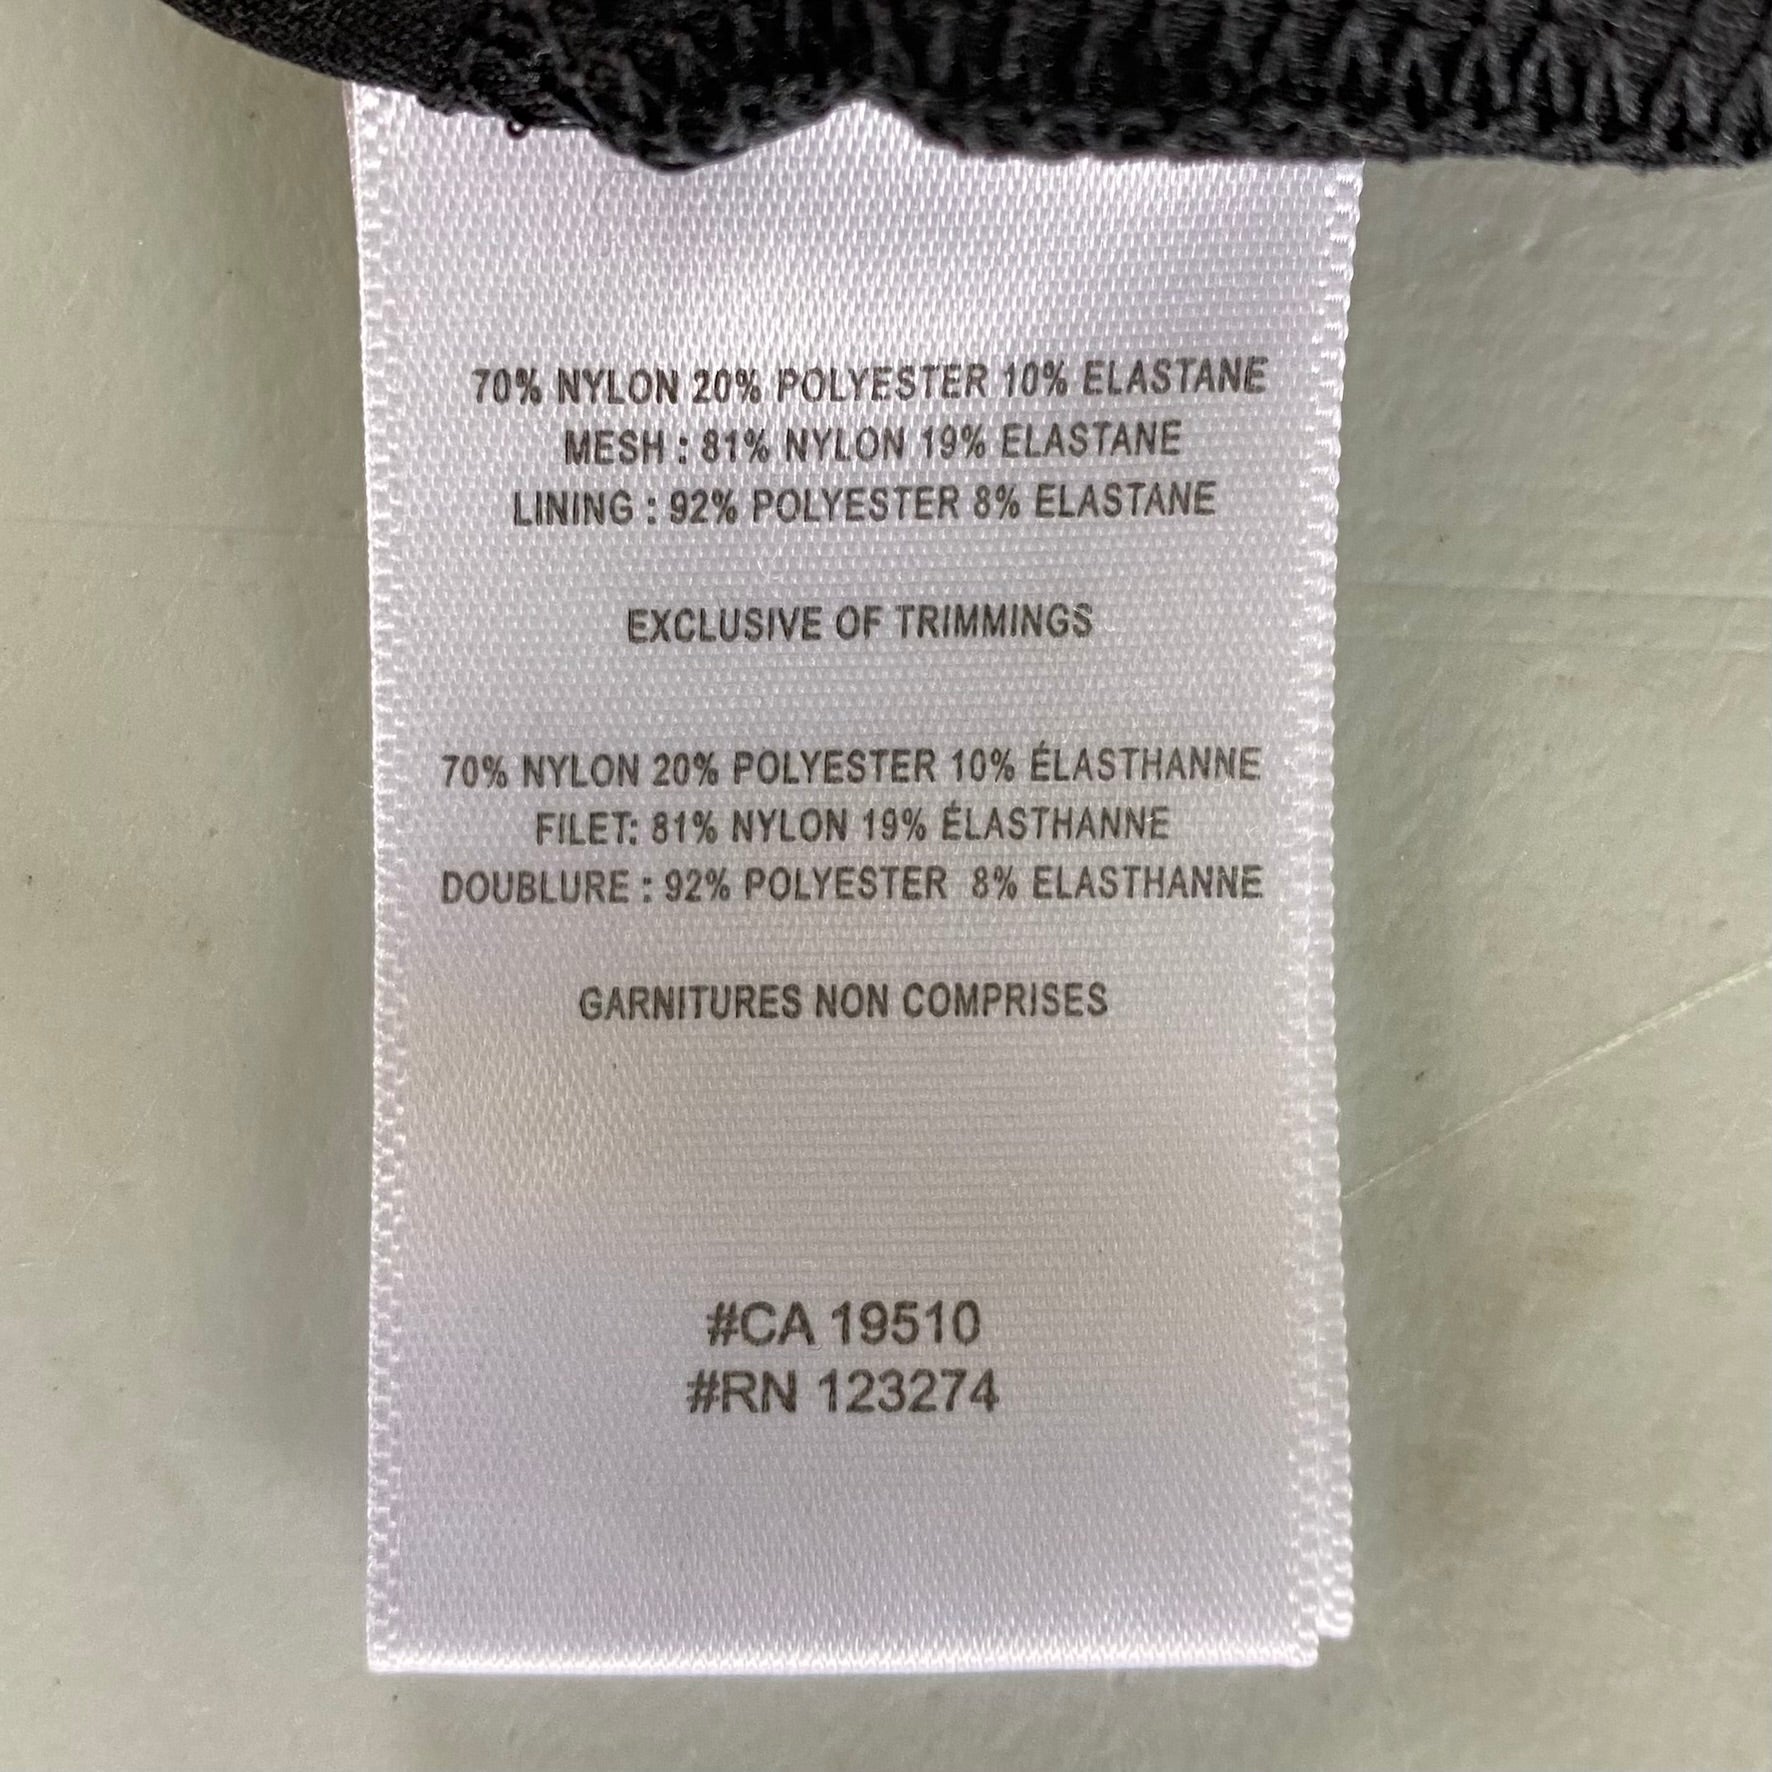 70% NYLON 20% POLYESTER 10% ELASTANE
MESH : 81% NYLON 19% ELASTANE
LINING : 92% POLYESTER 8% ELASTANE
EXCLUSIVE OF TRIMMINGS
70% NYLON 20% POLYESTER 10% ÉLASTHANNE
FILET: 81% NYLON 19% ÉLASTHANNE
DOUBLURE : 92% POLYESTER 8% ELASTHANNE
GARNITURES NON COMPRISES
#CA 19510
#RN 123274